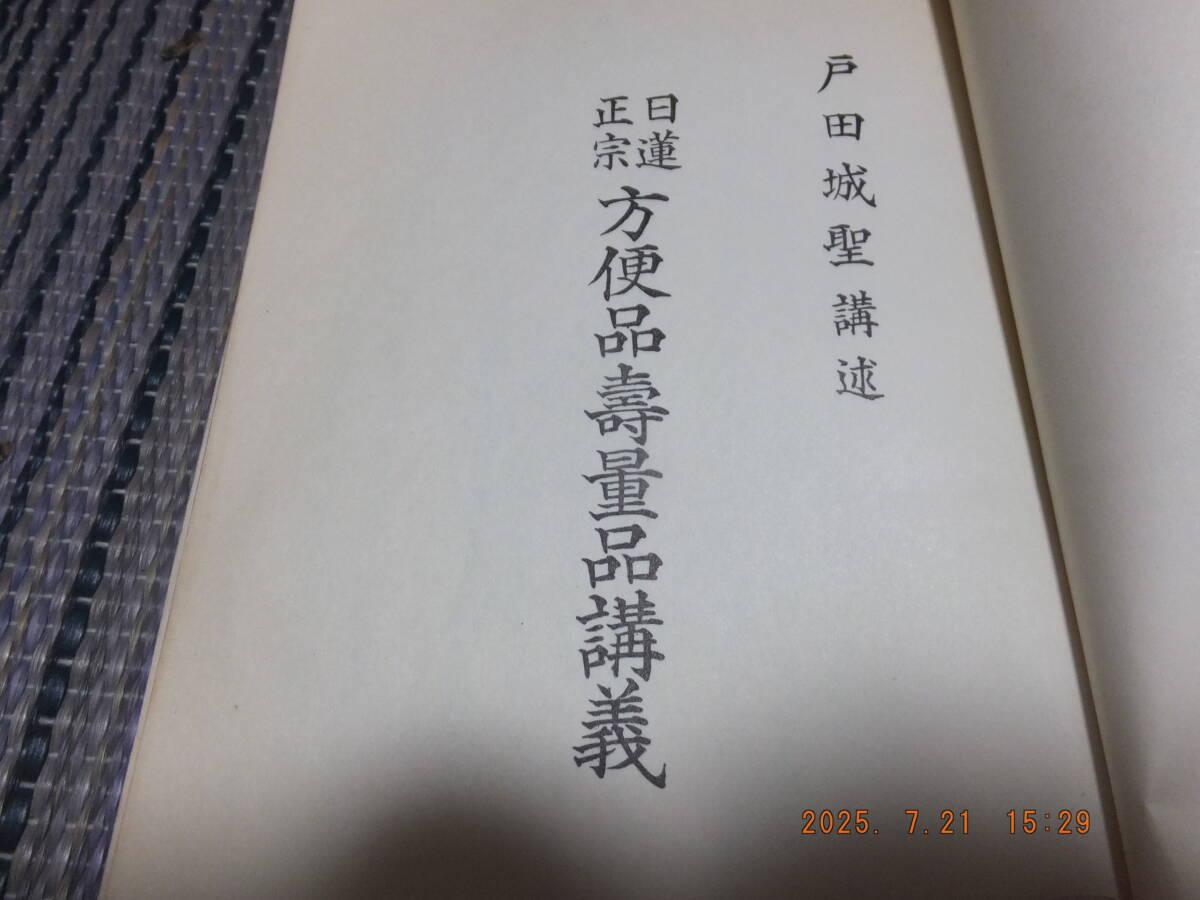 戸田城聖講述
日蓮
正宗
方便品壽量品講義
2025. 7.21 15:29